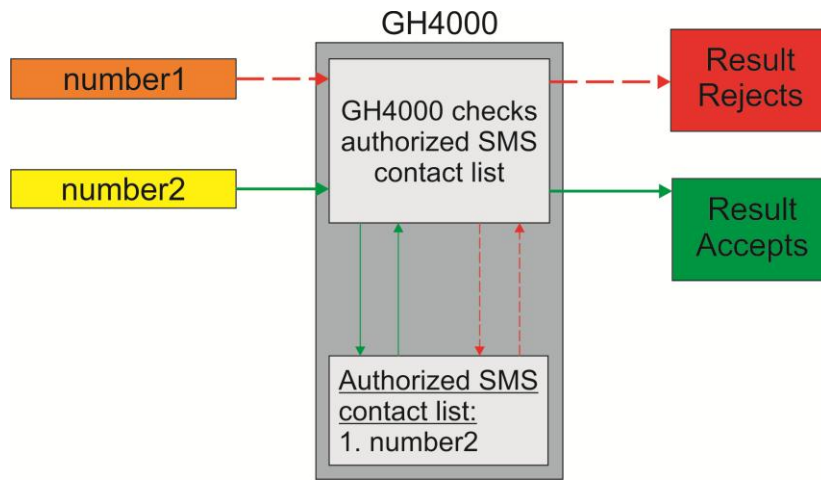 GH4000
number1
GH4000 checks
authorized SMS
contact list
Result
Rejects
number2
Result
Accepts
Authorized SMS
contact list:
1. number2